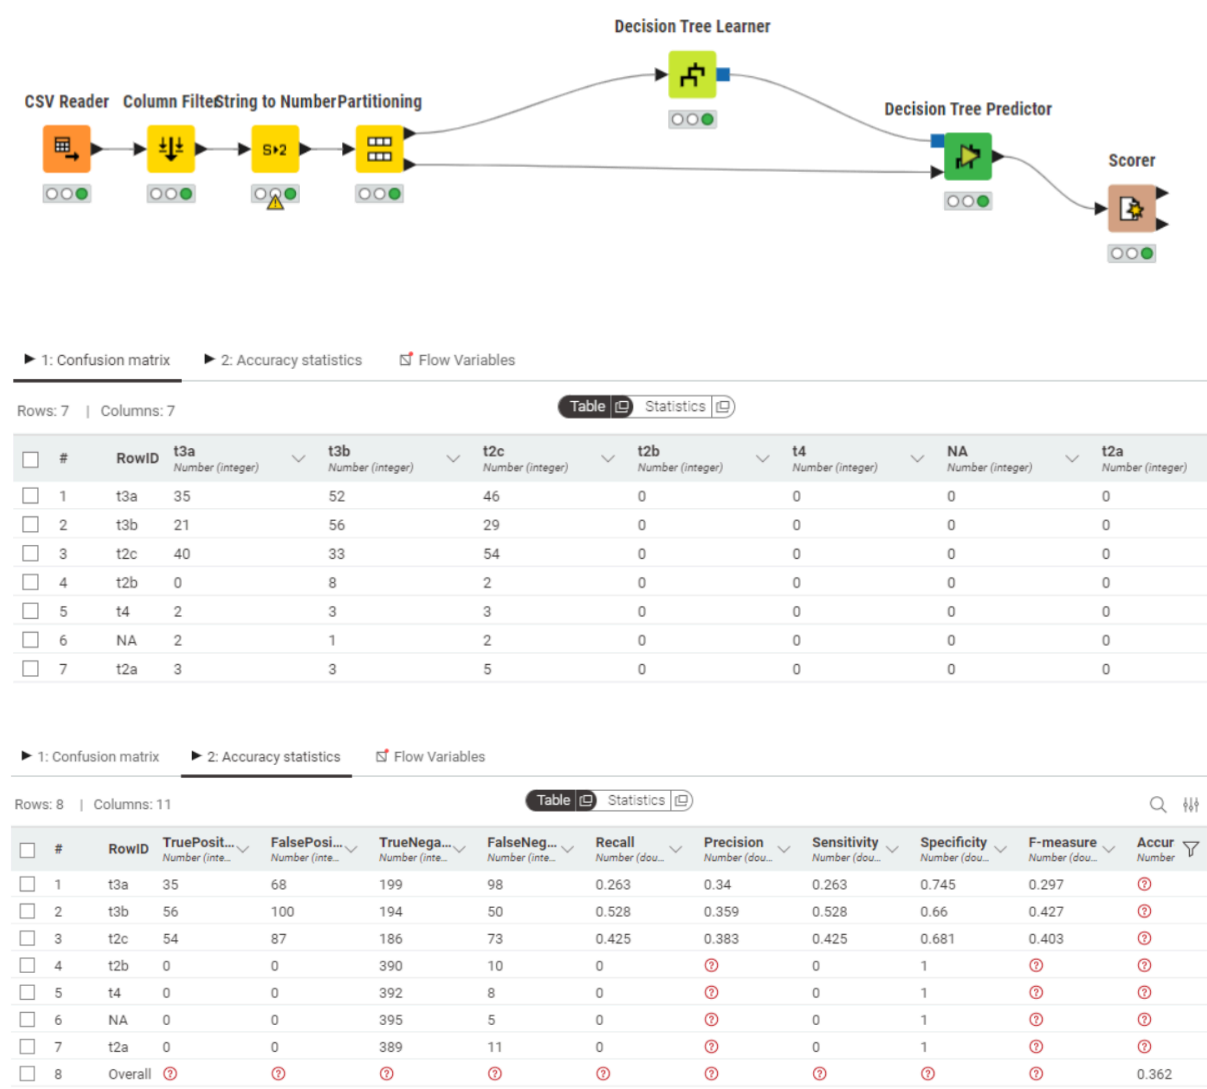 Decision Tree Learner
CSV Reader Column Filter String to Number Partitioning
Decision Tree Predictor
S▸2
Scorer
1: Confusion matrix 2: Accuracy statistics Flow Variables
Rows: 7 | Columns: 7 Table Statistics
# RowID t3a t3b t2c t2b t4 NA t2a
Number (integer) Number (integer) Number (integer) Number (integer) Number (integer) Number (integer) Number (integer)
1 t3a 35 52 46 0 0 0 0
2 t3b 21 56 29 0 0 0 0
3 t2c 40 33 54 0 0 0 0
4 t2b 0 8 2 0 0 0 0
5 t4 2 3 3 0 0 0 0
6 NA 2 1 2 0 0 0 0
7 t2a 3 3 5 0 0 0 0
1: Confusion matrix 2: Accuracy statistics Flow Variables
Rows: 8 | Columns: 11 Table Statistics
# RowID TruePosit... FalsePosi... TrueNega... FalseNeg... Recall Precision Sensitivity Specificity F-measure Accur
Number (inte... Number (inte... Number (inte... Number (inte... Number (dou... Number (dou... Number (dou... Number (dou... Number (dou... Number
1 t3a 35 68 199 98 0.263 0.34 0.263 0.745 0.297 ?
2 t3b 56 100 194 50 0.528 0.359 0.528 0.66 0.427 ?
3 t2c 54 87 186 73 0.425 0.383 0.425 0.681 0.403 ?
4 t2b 0 0 390 10 0 ? 0 1 ? ?
5 t4 0 0 392 8 0 ? 0 1 ? ?
6 NA 0 0 395 5 0 ? 0 1 ? ?
7 t2a 0 0 389 11 0 ? 0 1 ? ?
8 Overall ? ? ? ? ? ? ? ? ? 0.362